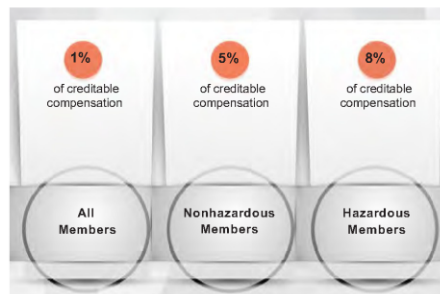 1%
of creditable
compensation
All
Members
5%
of creditable
compensation
Nonhazardous
Members
8%
of creditable
compensation
Hazardous
Members